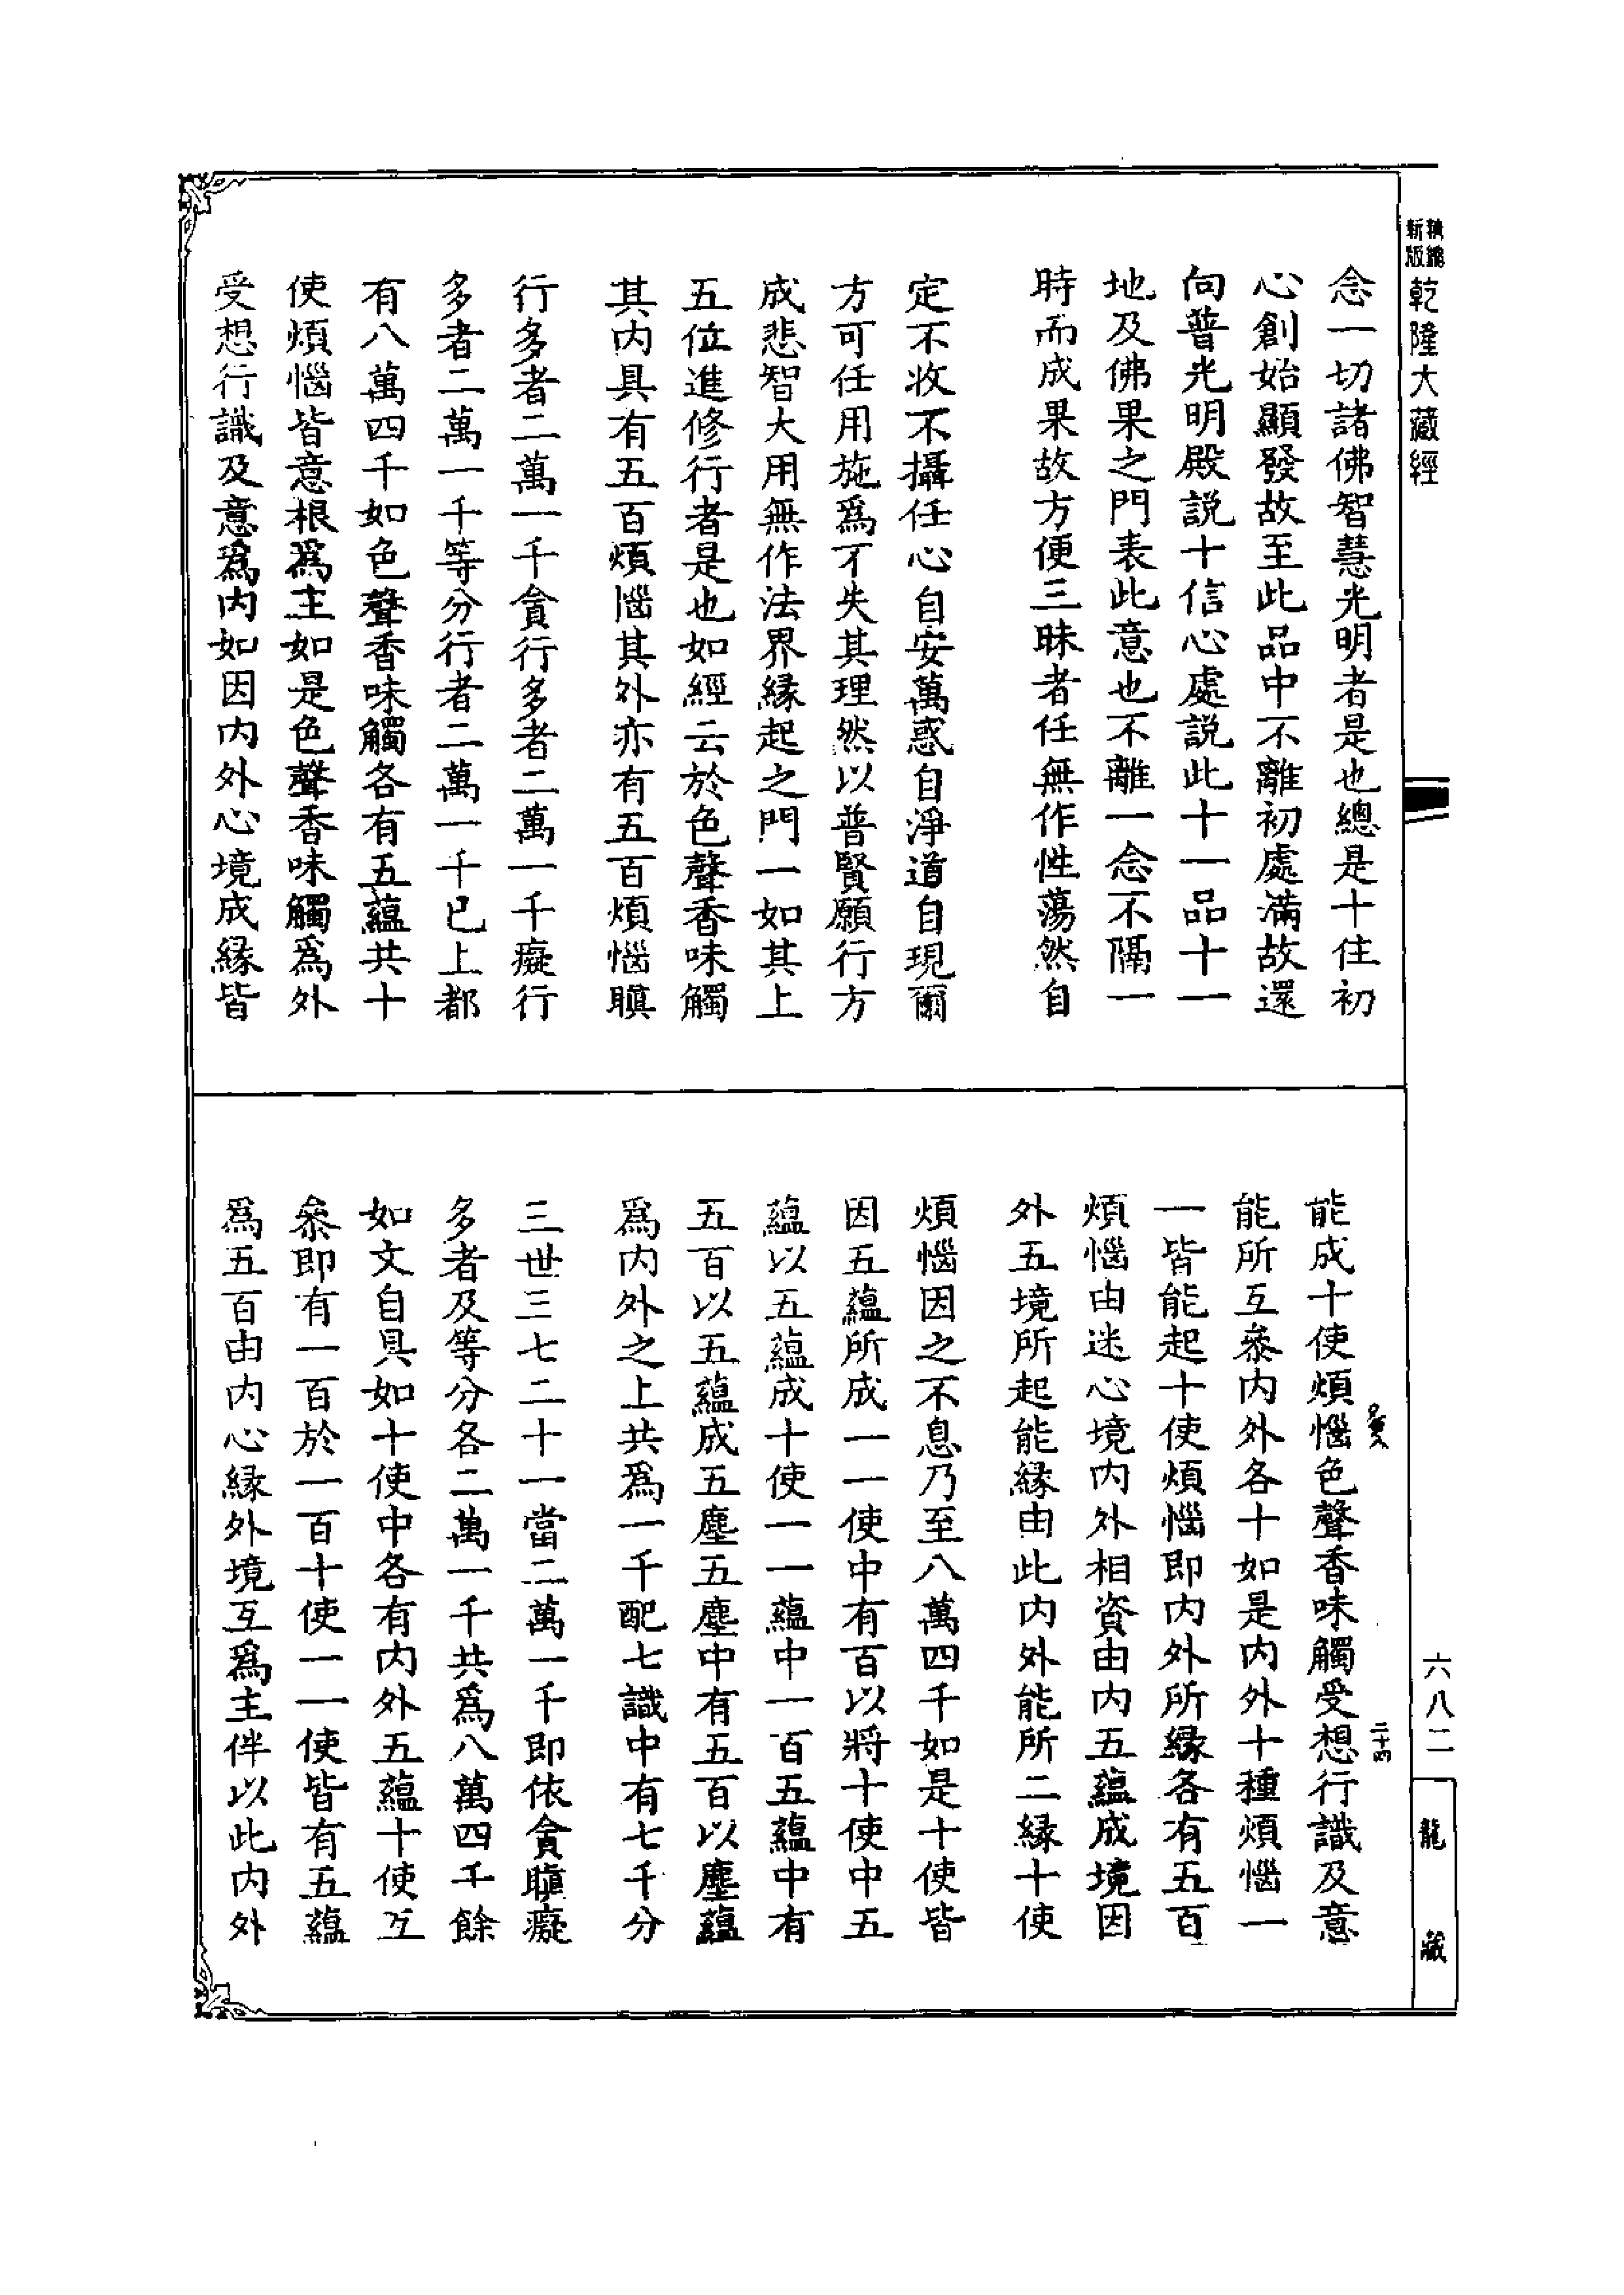 新版
精縮
乾隆大藏經
念一切諸佛智慧光明者是也總是十住初
心創始顯發故至此品中不離初處滿故還
向普光明殿説十信心處説此十一品十一
地及佛果之門表此意也不離一念不隔一
時而成果故方便三昧者任無作性蕩然自
定不收不攝任心自安萬惑自淨道自現爾
方可任用施爲不失其理然以普賢願行方
成悲智大用無作法界緣起之門一如其上
五位進修行者是也如經云於色聲香味觸
其内具有五百煩惱其外亦有五百煩惱瞋
行多者二萬一千貪行多者二萬一千癡行
多者二萬一千等分行者二萬一千已上都
有八萬四千如色聲香味觸各有五蘊共十
使煩惱皆意根爲主如是色聲香味觸爲外
受想行識及意爲内如因内外心境成緣皆
能成十使煩惱色聲香味觸受想行識及意
能所互叅内外各十如是内外十種煩惱一
一皆能起十使煩惱即内外所緣各有五百
煩惱由迷心境内外相資由内五蘊成境因
外五境所起能緣由此内外能所二緣十使
煩惱因之不息乃至八萬四千如是十使皆
因五蘊所成一一使中有百以將十使中五
蘊以五蘊成十使一一蘊中一百五蘊中有
五百以五蘊成五塵五塵中有五百以塵蘊
爲内外之上共爲一千配七識中有七千分
三世三七二十一當二萬一千即依貪瞋癡
多者及等分各二萬一千共爲八萬四千餘
如文自具如十使中各有内外五蘊十使互
叅即有一百於一百十使一一使皆有五蘊
爲五百由内心緣外境互爲主伴以此内外
二十四
六八二
龍藏